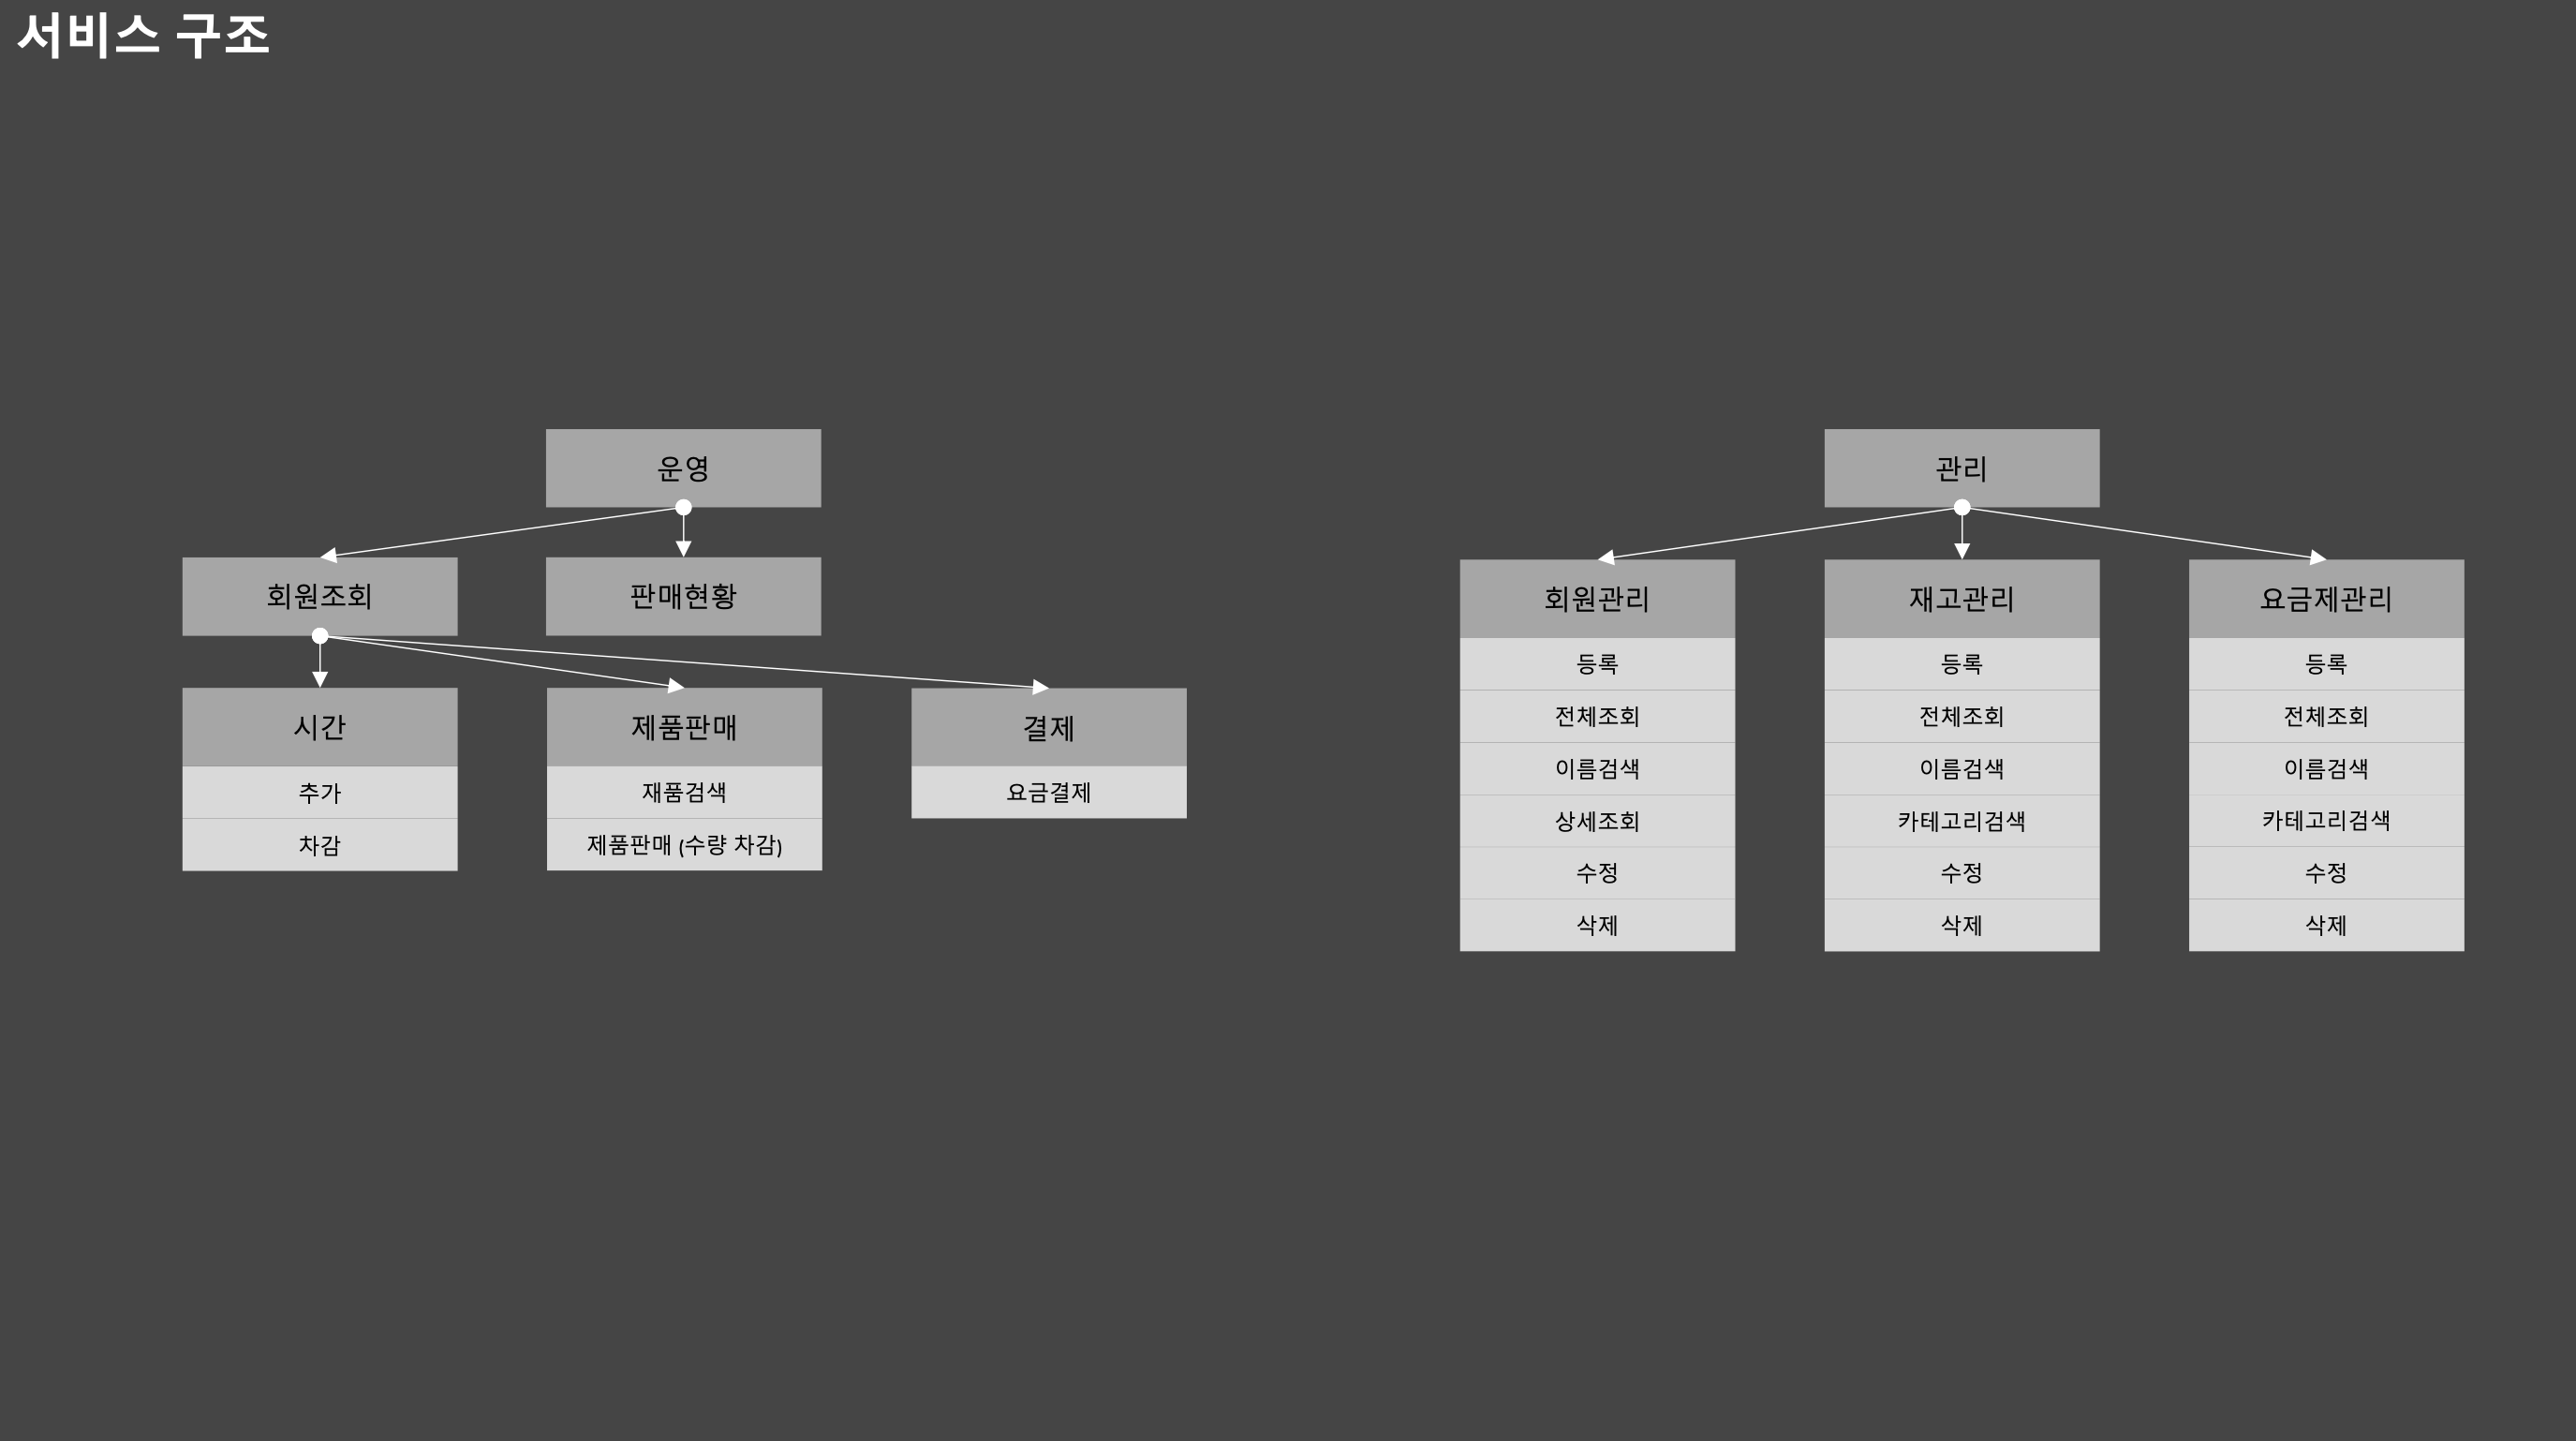 서비스 구조
운영
회원조회
판매현황
시간
추가
차감
제품판매
재품검색
제품판매 (수량 차감)
결제
요금결제
관리
회원관리
등록
전체조회
이름검색
상세조회
수정
삭제
재고관리
등록
전체조회
이름검색
카테고리검색
수정
삭제
요금제관리
등록
전체조회
이름검색
카테고리검색
수정
삭제